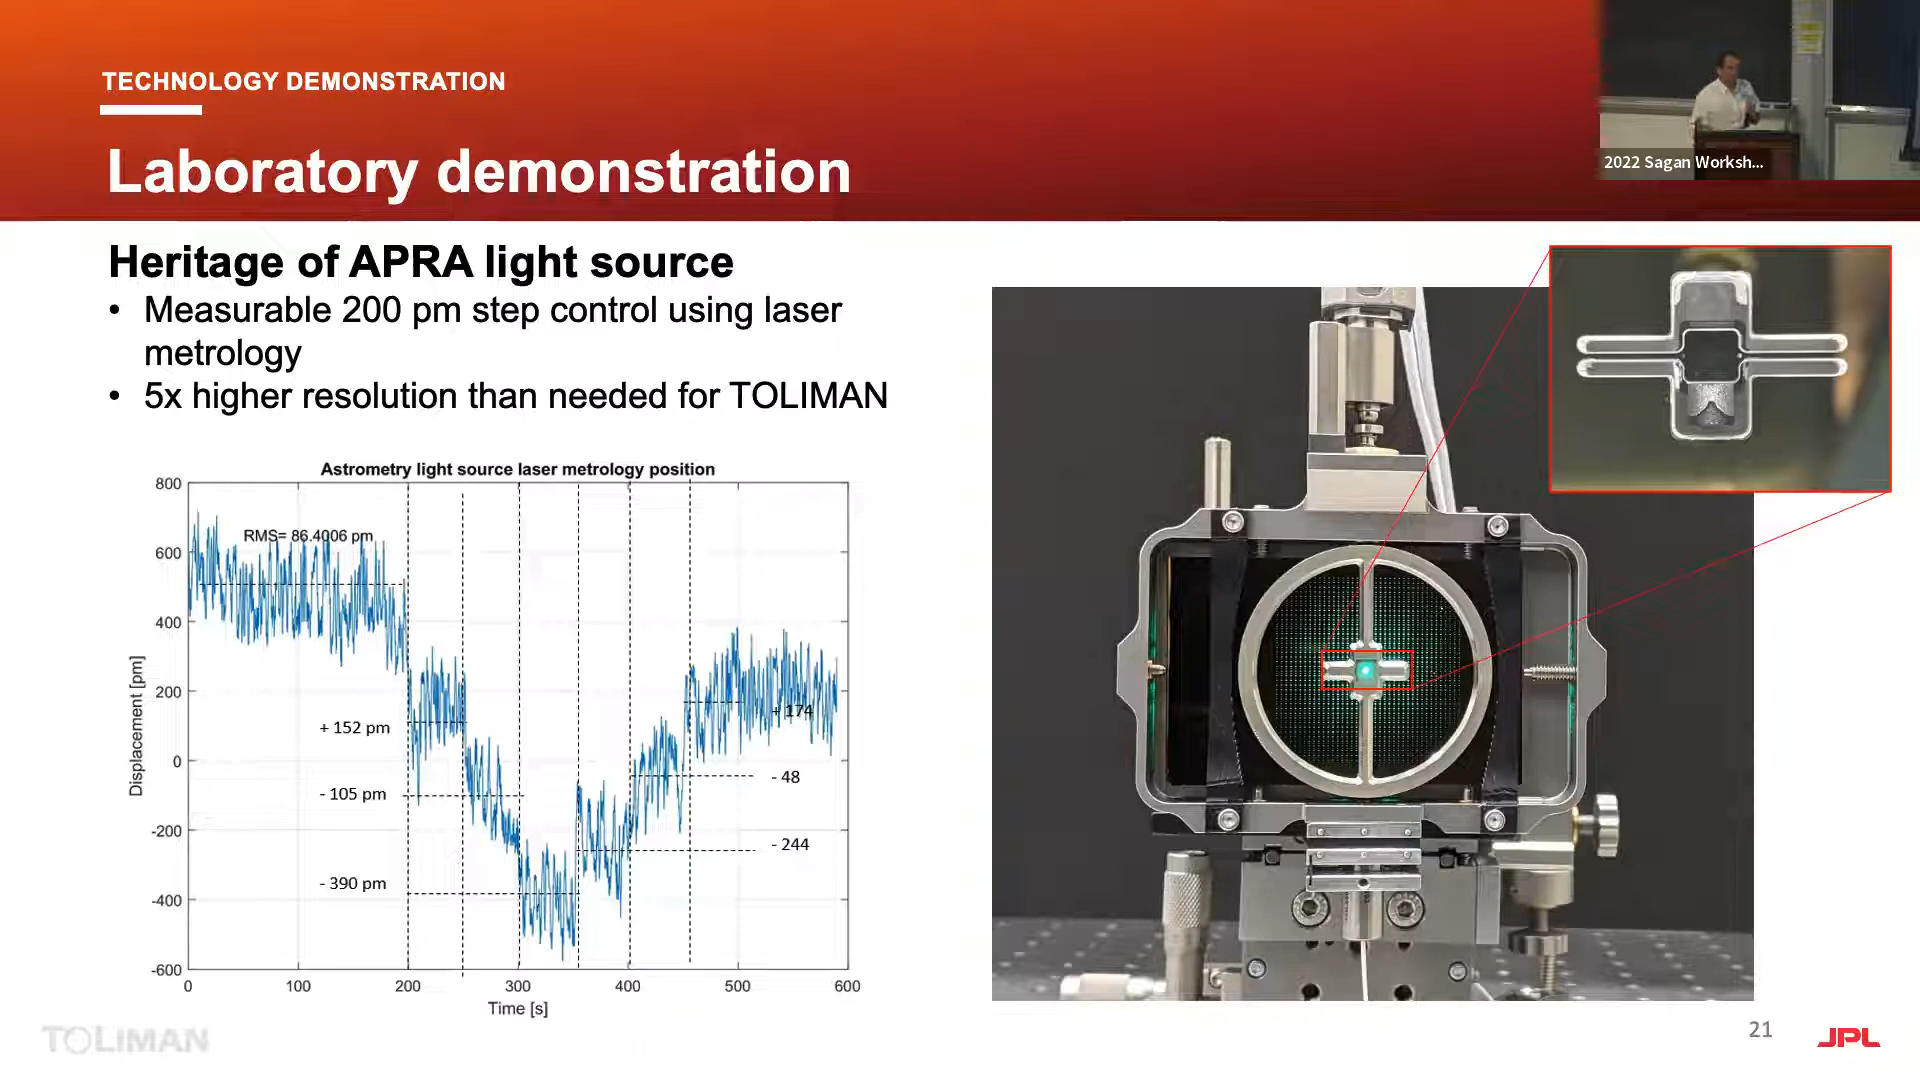 TECHNOLOGY DEMONSTRATION
Laboratory demonstration
2022 Sagan Worksh...
Heritage of APRA light source
• Measurable 200 pm step control using laser
metrology
• 5x higher resolution than needed for TOLIMAN
Astrometry light source laser metrology position
800
600
400
200
0
-200
-400
-600
Displacement [pm]
RMS= 86.4006 pm
+ 152 pm
- 105 pm
- 390 pm
+ 174
- 48
- 244
0 100 200 300 400 500 600
Time [s]
TOLIMAN
21
JPL